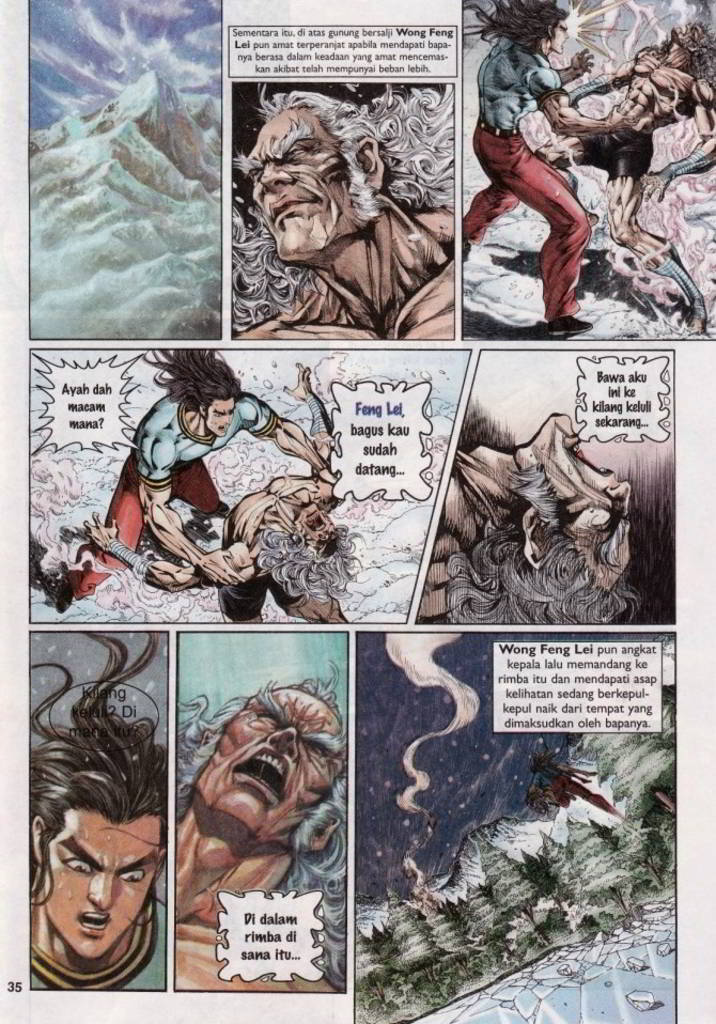 Sementara itu, di atas gunung bersalji Wong Feng
Lei pun amat terperanjat apabila mendapati bapa-
nya berasa dalam keadaan yang amat mencemas-
kan akibat telah mempunyai beban lebih.
Ayah dah
macam
mana?
Feng Lei,
bagus kau
sudah
datang...
Bawa aku
ini ke
kilang keluli
sekarang...
Kilang
keluli? Di
mana itu?
Di dalam
rimba di
sana itu...
Wong Feng Lei pun angkat
kepala lalu memandang ke
rimba itu dan mendapati asap
kelihatan sedang berkepul-
kepul naik dari tempat yang
dimaksudkan oleh bapanya.
35